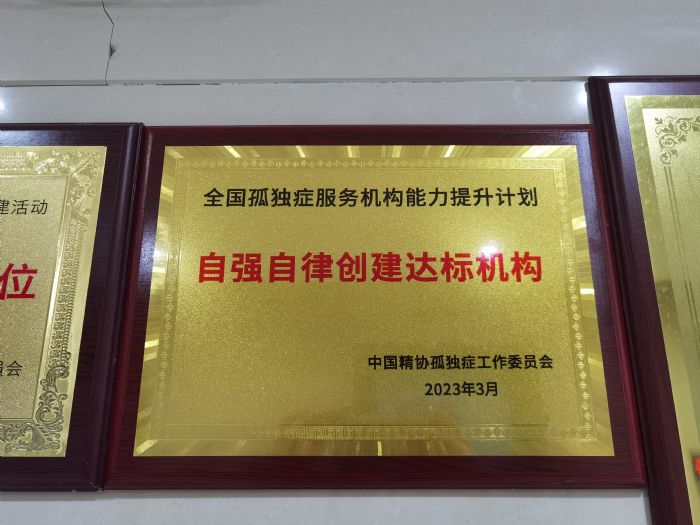 全国孤独症服务机构能力提升计划
自强自律创建达标机构
中国精协孤独症工作委员会
2023年3月
建活动
位
员会